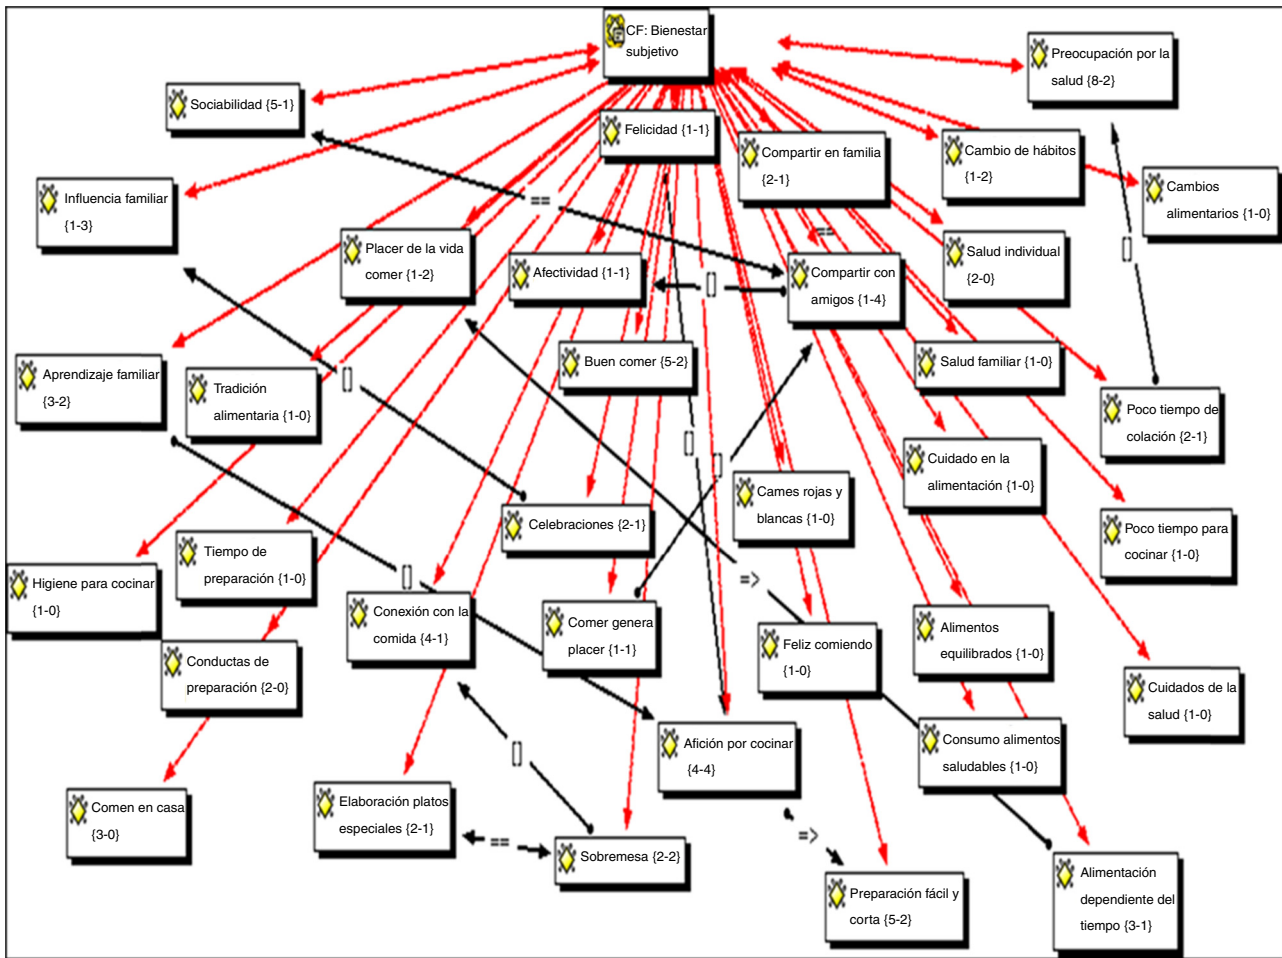 CF: Bienestar
subjetivo
Preocupación por la
salud {8-2}
Sociabilidad {5-1}
Felicidad {1-1}
Compartir en familia
{2-1}
Cambio de hábitos
{1-2}
Cambios
alimentarios {1-0}
Influencia familiar
{1-3}
==
Placer de la vida
comer {1-2}
Afectividad {1-1}
==
Compartir con
amigos {1-4}
Salud individual
{2-0}
[]
[]
Aprendizaje familiar
{3-2}
Tradición
alimentaria {1-0}
[]
Buen comer {5-2}
Salud familiar {1-0}
Poco tiempo de
colación {2-1}
[]
[]
Cames rojas y
blancas {1-0}
Cuidado en la
alimentación {1-0}
Celebraciones {2-1}
Poco tiempo para
cocinar {1-0}
Tiempo de
preparación {1-0}
Higiene para cocinar
{1-0}
[]
=>
Conexión con la
comida {4-1}
Comer genera
placer {1-1}
Feliz comiendo
{1-0}
Alimentos
equilibrados {1-0}
Conductas de
preparación {2-0}
Cuidados de la
salud {1-0}
Afición por cocinar
{4-4}
Consumo alimentos
saludables {1-0}
[]
Comen en casa
{3-0}
Elaboración platos
especiales {2-1}
==
Sobremesa {2-2}
=>
Preparación fácil y
corta {5-2}
Alimentación
dependiente del
tiempo {3-1}